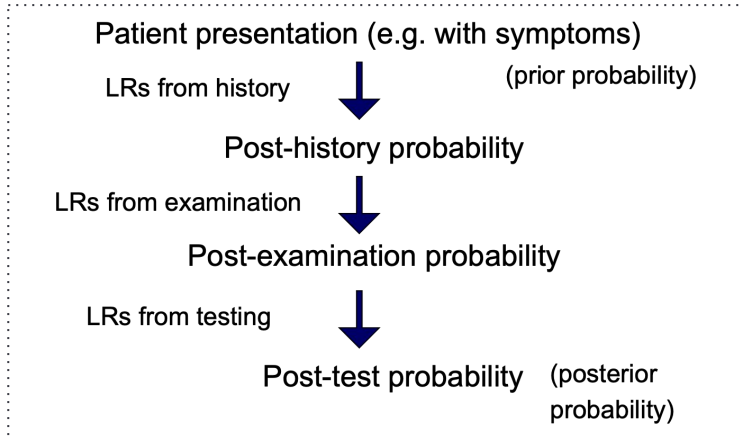 Patient presentation (e.g. with symptoms)
(prior probability)
LRs from history
Post-history probability
LRs from examination
Post-examination probability
LRs from testing
Post-test probability
(posterior
probability)